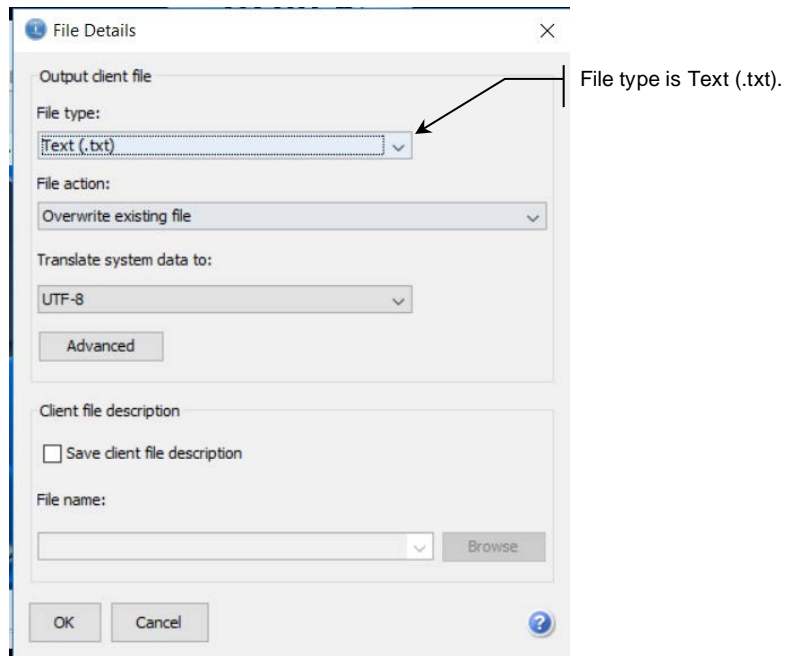 File Details
File type is Text (.txt).
Output client file
File type:
Text (.txt)
File action:
Overwrite existing file
Translate system data to:
UTF-8
Advanced
Client file description
Save client file description
File name:
Browse
OK Cancel